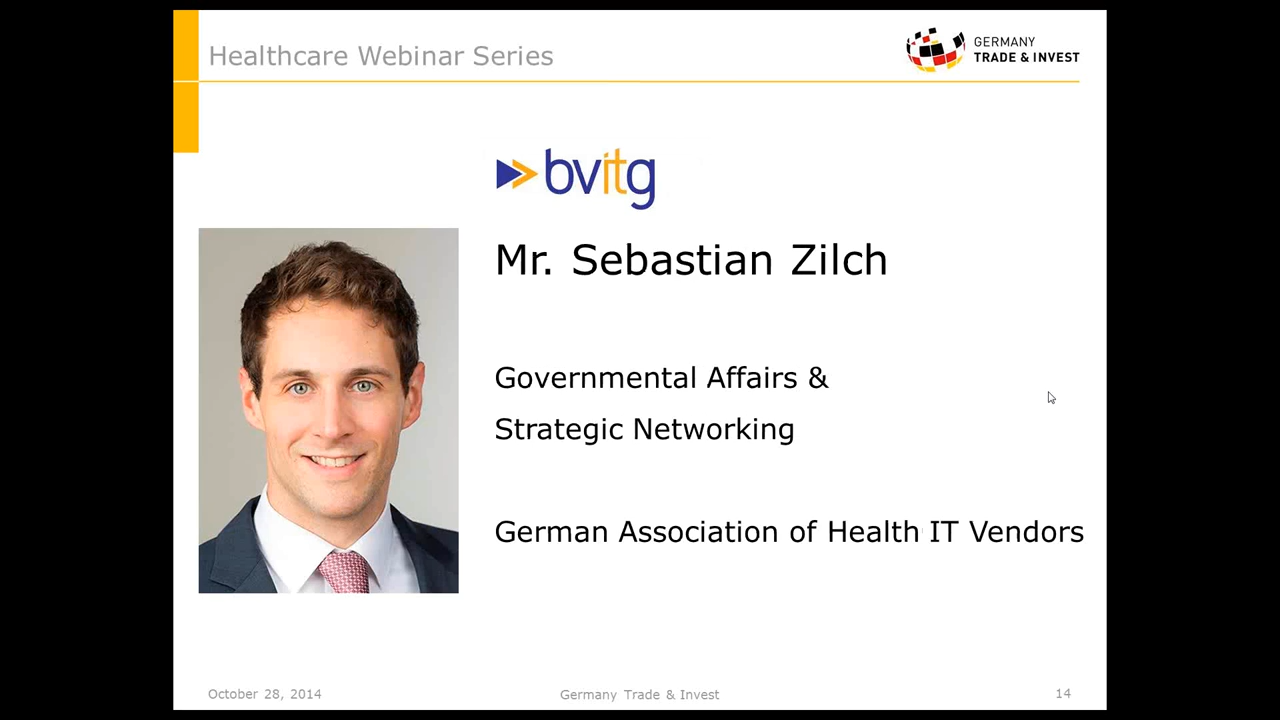 Healthcare Webinar Series
GERMANY
TRADE & INVEST
bvitg
Mr. Sebastian Zilch
Governmental Affairs &
Strategic Networking
German Association of Health IT Vendors
October 28, 2014
Germany Trade & Invest
14